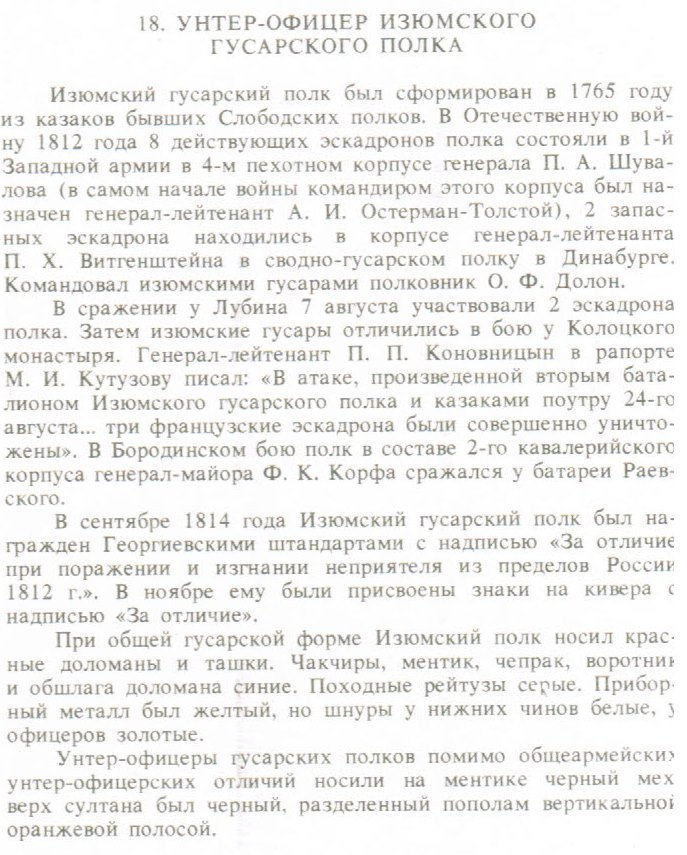 18. УНТЕР-ОФИЦЕР ИЗЮМСКОГО
ГУСАРСКОГО ПОЛКА
Изюмский гусарский полк был сформирован в 1765 году
из казаков бывших Слободских полков. В Отечественную вой-
ну 1812 года 8 действующих эскадронов полка состояли в 1-й
Западной армии в 4-м пехотном корпусе генерала П. А. Шува-
лова (в самом начале войны командиром этого корпуса был на-
значен генерал-лейтенант А. И. Остерман-Толстой), 2 запас-
ных эскадрона находились в корпусе генерал-лейтенанта
П. Х. Витгенштейна в сводно-гусарском полку в Динабурге.
Командовал изюмскими гусарами полковник О. Ф. Долон.
В сражении у Лубина 7 августа участвовали 2 эскадрона
полка. Затем изюмские гусары отличились в бою у Колоцкого
монастыря. Генерал-лейтенант П. П. Коновницын в рапорте
М. И. Кутузову писал: «В атаке, произведенной вторым бата-
лионом Изюмского гусарского полка и казаками поутру 24-го
августа... три французские эскадрона были совершенно уничто-
жены». В Бородинском бою полк в составе 2-го кавалерийского
корпуса генерал-майора Ф. К. Корфа сражался у батареи Раев-
ского.
В сентябре 1814 года Изюмский гусарский полк был на-
гражден Георгиевскими штандартами с надписью «За отличие
при поражении и изгнании неприятеля из пределов России
1812 г.». В ноябре ему были присвоены знаки на кивера с
надписью «За отличие».
При общей гусарской форме Изюмский полк носил крас-
ные доломаны и ташки. Чакчиры, ментик, чепрак, воротник
и обшлага доломана синие. Походные рейтузы серые. Прибор-
ный металл был желтый, но шнуры у нижних чинов белые, у
офицеров золотые.
Унтер-офицеры гусарских полков помимо общеармейских
унтер-офицерских отличий носили на ментике черный мех
верх султана был черный, разделенный пополам вертикальной
оранжевой полосой.